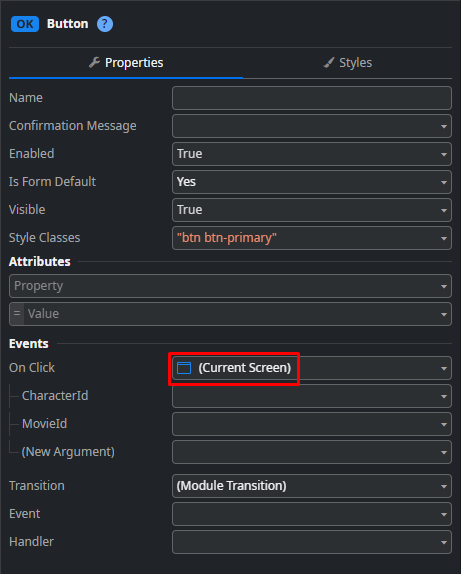 OK Button ?
Properties Styles
Name
Confirmation Message
Enabled True
Is Form Default Yes
Visible True
Style Classes "btn btn-primary"
Attributes
Property
= Value
Events
On Click (Current Screen)
CharacterId
MovieId
(New Argument)
Transition (Module Transition)
Event
Handler